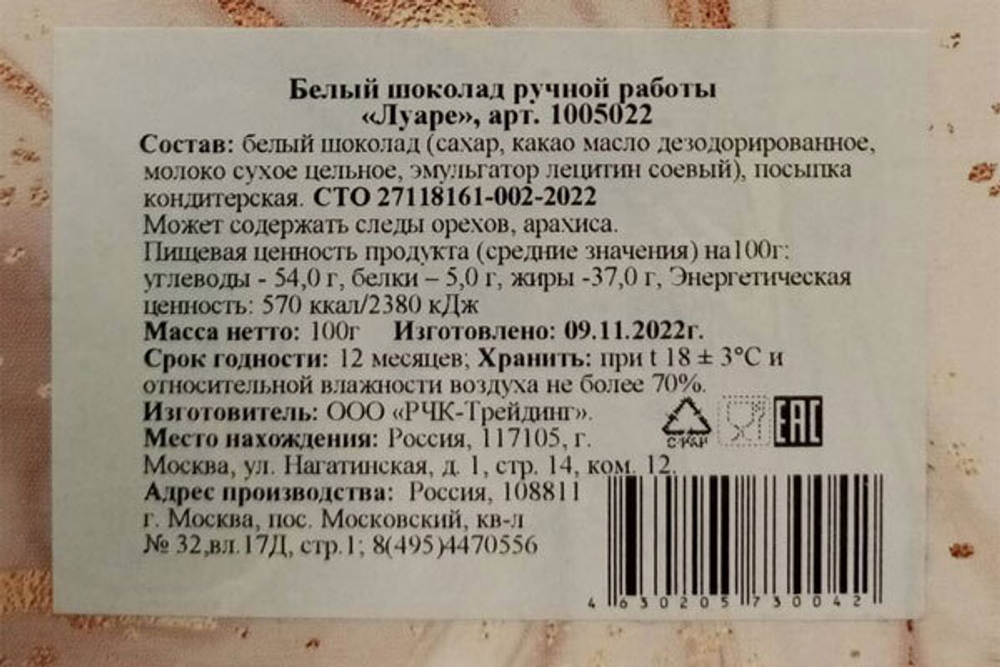 Белый шоколад ручной работы
«Луаре», арт. 1005022
Состав: белый шоколад (сахар, какао масло дезодорированное,
молоко сухое цельное, эмульгатор лецитин соевый), посыпка
кондитерская. СТО 27118161-002-2022
Может содержать следы орехов, арахиса.
Пищевая ценность продукта (средние значения) на100г:
углеводы - 54,0 г, белки – 5,0 г, жиры -37,0 г, Энергетическая
ценность: 570 ккал/2380 кДж
Масса нетто: 100г Изготовлено: 09.11.2022г.
Срок годности: 12 месяцев; Хранить: при t 18 ± 3°С и
относительной влажности воздуха не более 70%.
Изготовитель: ООО «РЧК-Трейдинг».
Место нахождения: Россия, 117105, г.
Москва, ул. Нагатинская, д. 1, стр. 14, ком. 12.
Адрес производства: Россия, 108811
г. Москва, пос. Московский, кв-л
№ 32,вл.17Д, стр.1; 8(495)4470556
EAC
4630205730042